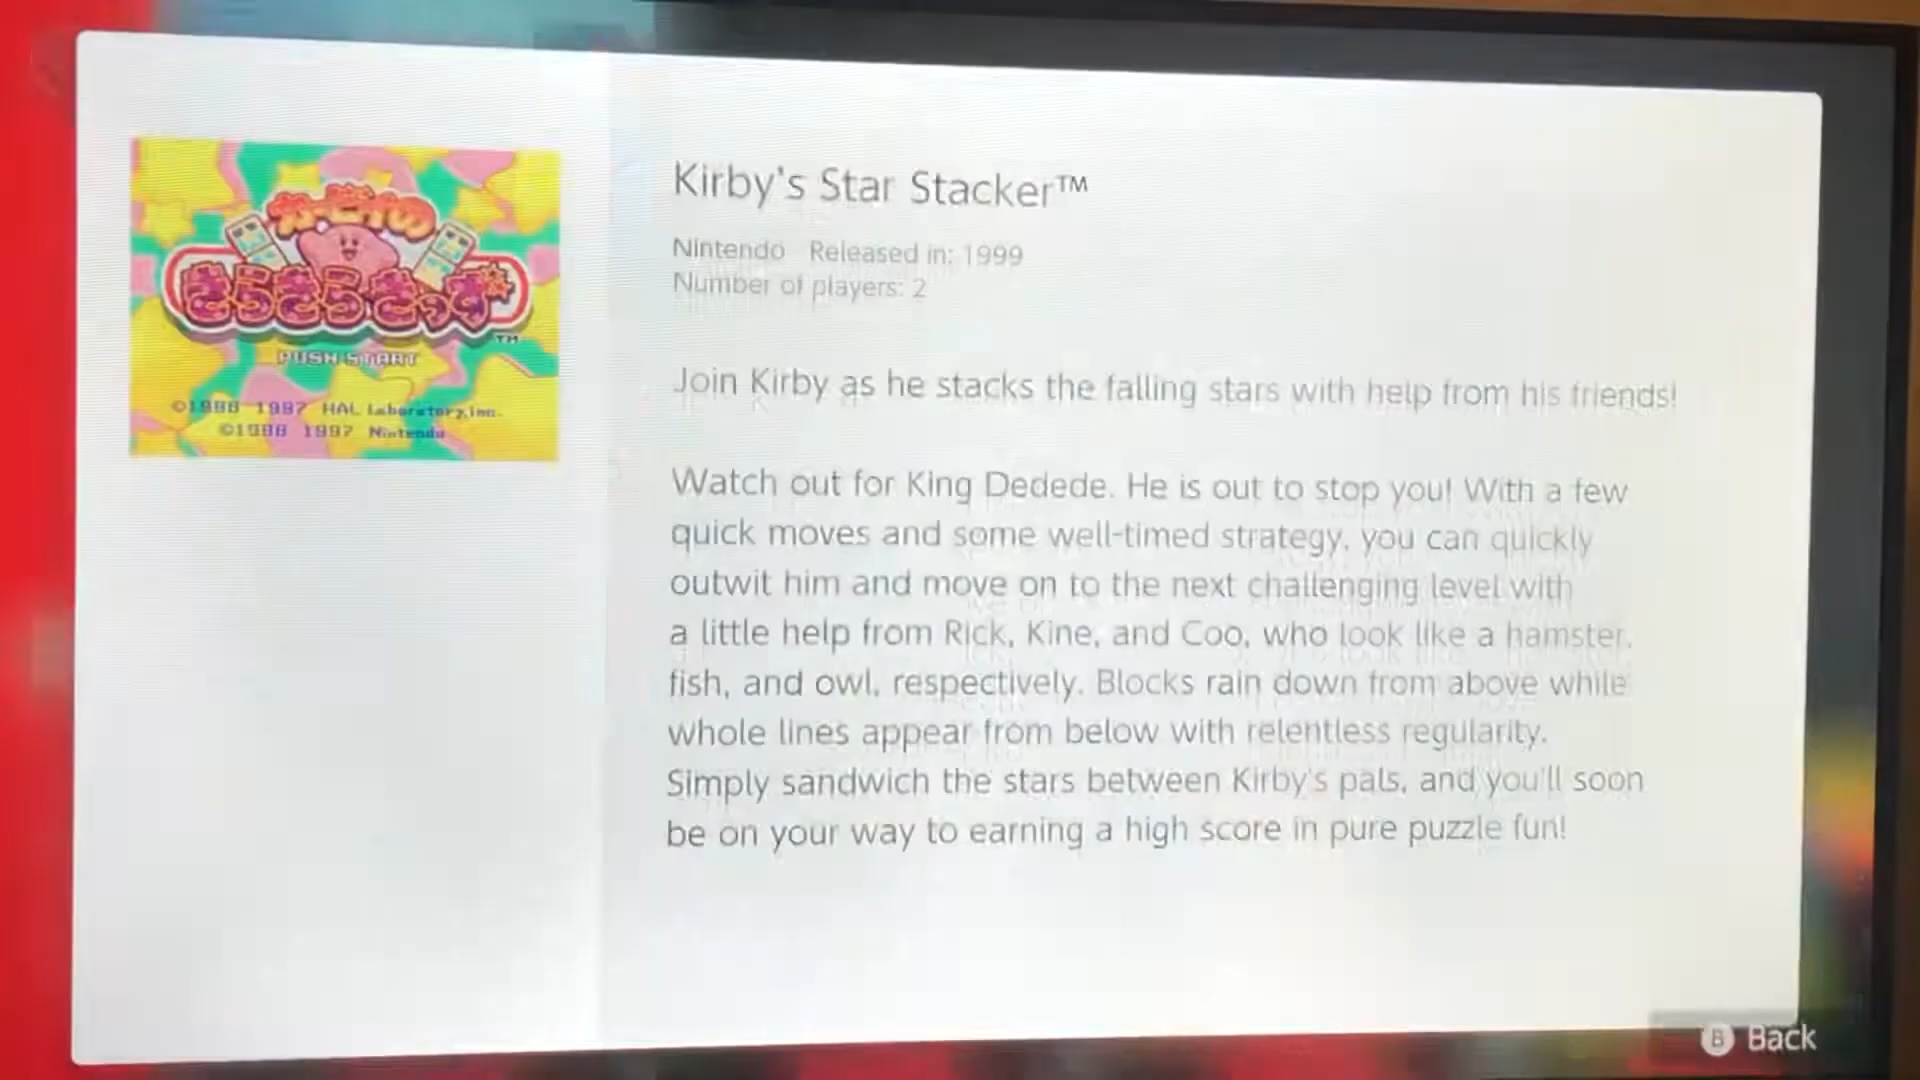 カービィの
きらきらきっず
TM
PUSH START
©1998 1997 HAL Laboratory,inc.
©1998 1997 Nintendo
Kirby's Star Stacker™
Nintendo Released in: 1999
Number of players: 2
Join Kirby as he stacks the falling stars with help from his friends!
Watch out for King Dedede. He is out to stop you! With a few
quick moves and some well-timed strategy, you can quickly
outwit him and move on to the next challenging level with
a little help from Rick, Kine, and Coo, who look like a hamster,
fish, and owl, respectively. Blocks rain down from above while
whole lines appear from below with relentless regularity.
Simply sandwich the stars between Kirby's pals, and you'll soon
be on your way to earning a high score in pure puzzle fun!
B Back